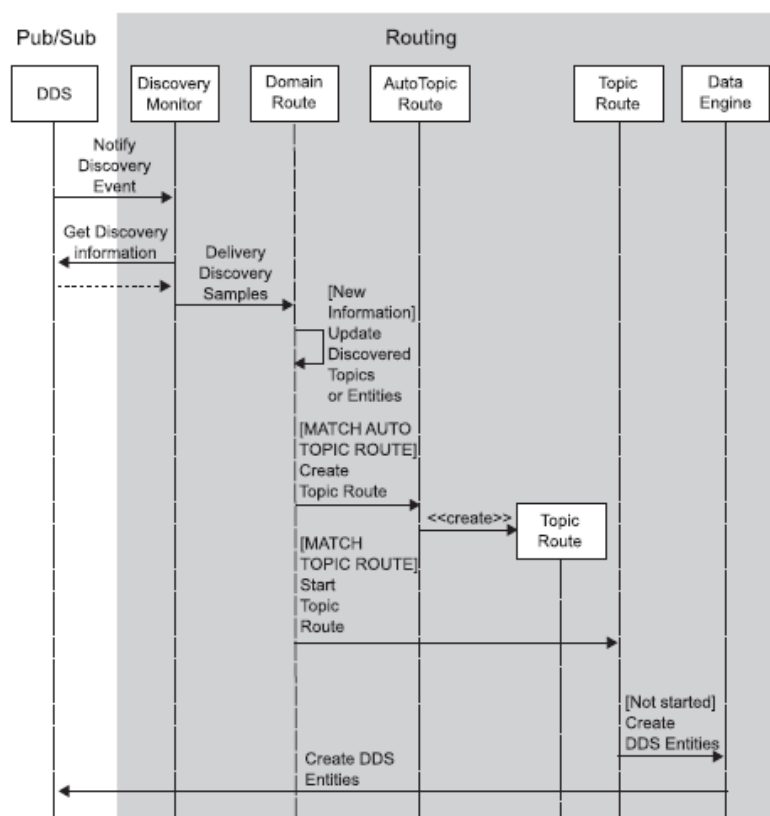 Pub/Sub
Routing
DDS
Discovery
Monitor
Domain
Route
AutoTopic
Route
Topic
Route
Data
Engine
Notify
Discovery
Event
Get Discovery
information
Delivery
Discovery
Samples
[New
Information]
Update
Discovered
Topics
or Entities
[MATCH AUTO
TOPIC ROUTE]
Create
Topic Route
<<create>>
Topic
Route
[MATCH
TOPIC ROUTE]
Start
Topic
Route
[Not started]
Create
DDS Entities
Create DDS
Entities